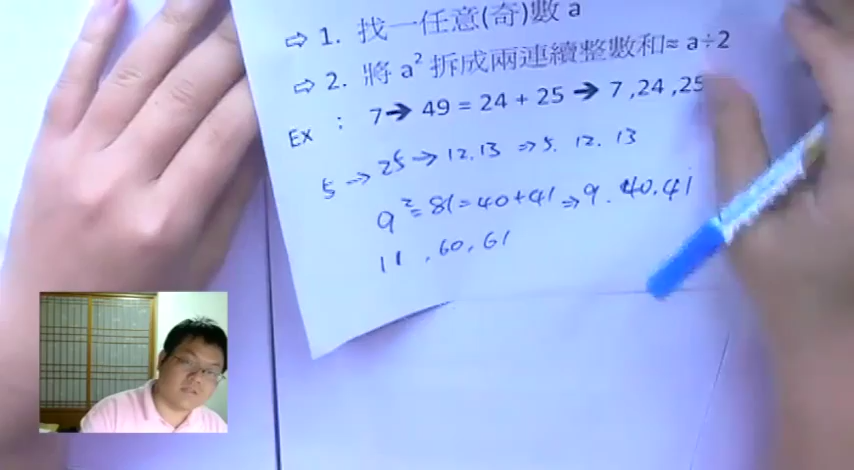 ⇨ 1. 找一任意(奇)數 a
⇨ 2. 將 a² 拆成兩連續整數和≈ a÷2
Ex : 7➔ 49 = 24 + 25 ➔ 7 ,24 ,25
5 → 25 → 12.13 ⇒ 5. 12. 13
9² = 81 = 40+41 ⇒ 9. 40.41
11 , 60, 61